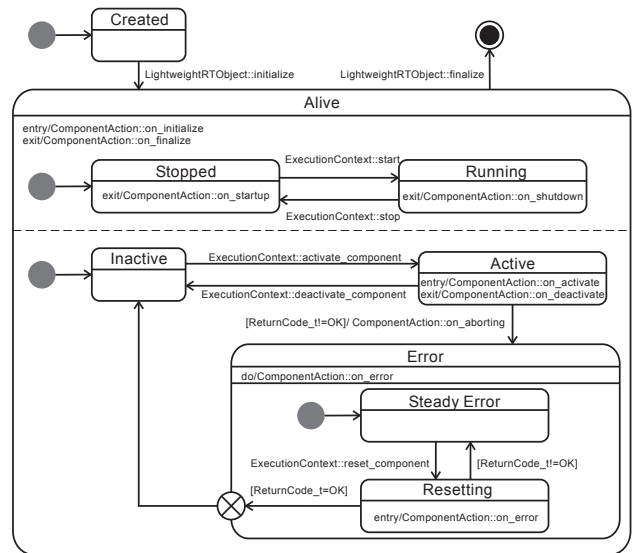 Created
LightweightRTObject::initialize
LightweightRTObject::finalize
Alive
entry/ComponentAction::on_initialize
exit/ComponentAction::on_finalize
Stopped
exit/ComponentAction::on_startup
ExecutionContext::start
ExecutionContext::stop
Running
exit/ComponentAction::on_shutdown
Inactive
ExecutionContext::activate_component
ExecutionContext::deactivate_component
Active
entry/ComponentAction::on_activate
exit/ComponentAction::on_deactivate
[ReturnCode_t!=OK]/ ComponentAction::on_aborting
Error
do/ComponentAction::on_error
Steady Error
ExecutionContext::reset_component
[ReturnCode_t!=OK]
[ReturnCode_t=OK]
Resetting
entry/ComponentAction::on_error